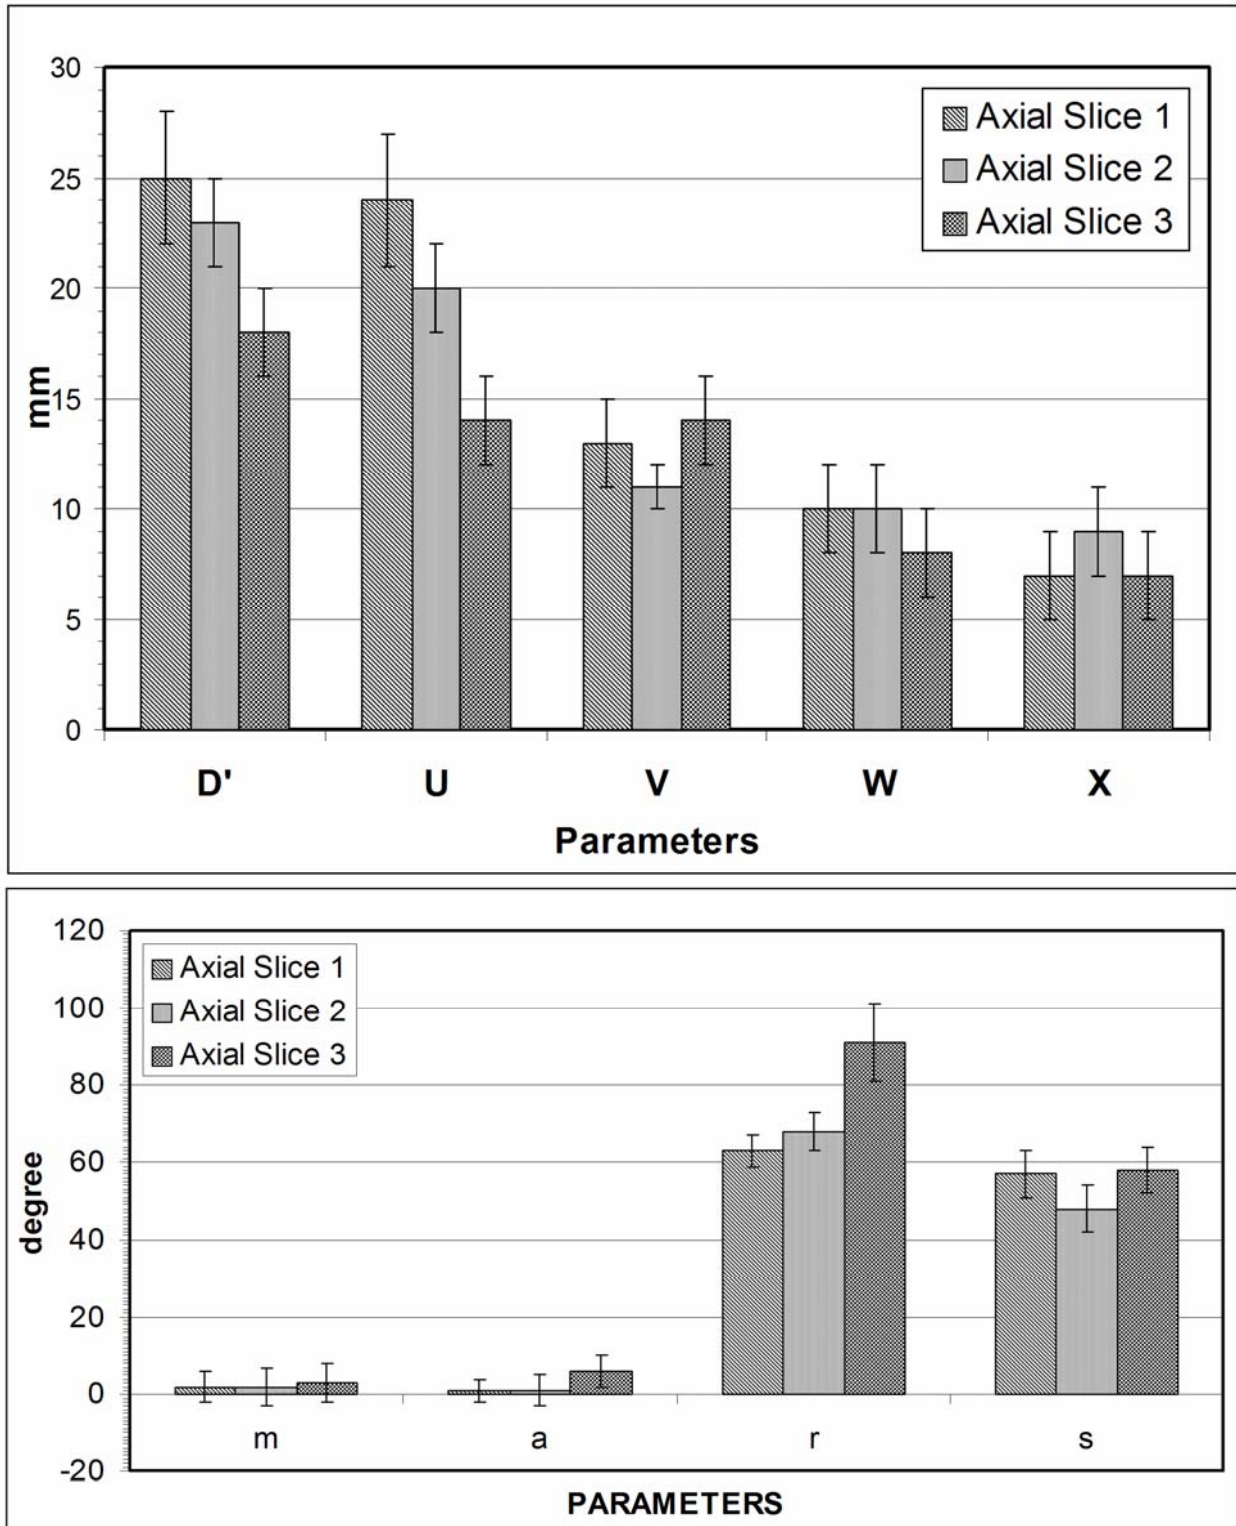 30
25
20
15
10
5
0
mm
Axial Slice 1
Axial Slice 2
Axial Slice 3
D' U V W X
Parameters
120
100
80
60
40
20
0
-20
degree
Axial Slice 1
Axial Slice 2
Axial Slice 3
m a r s
PARAMETERS